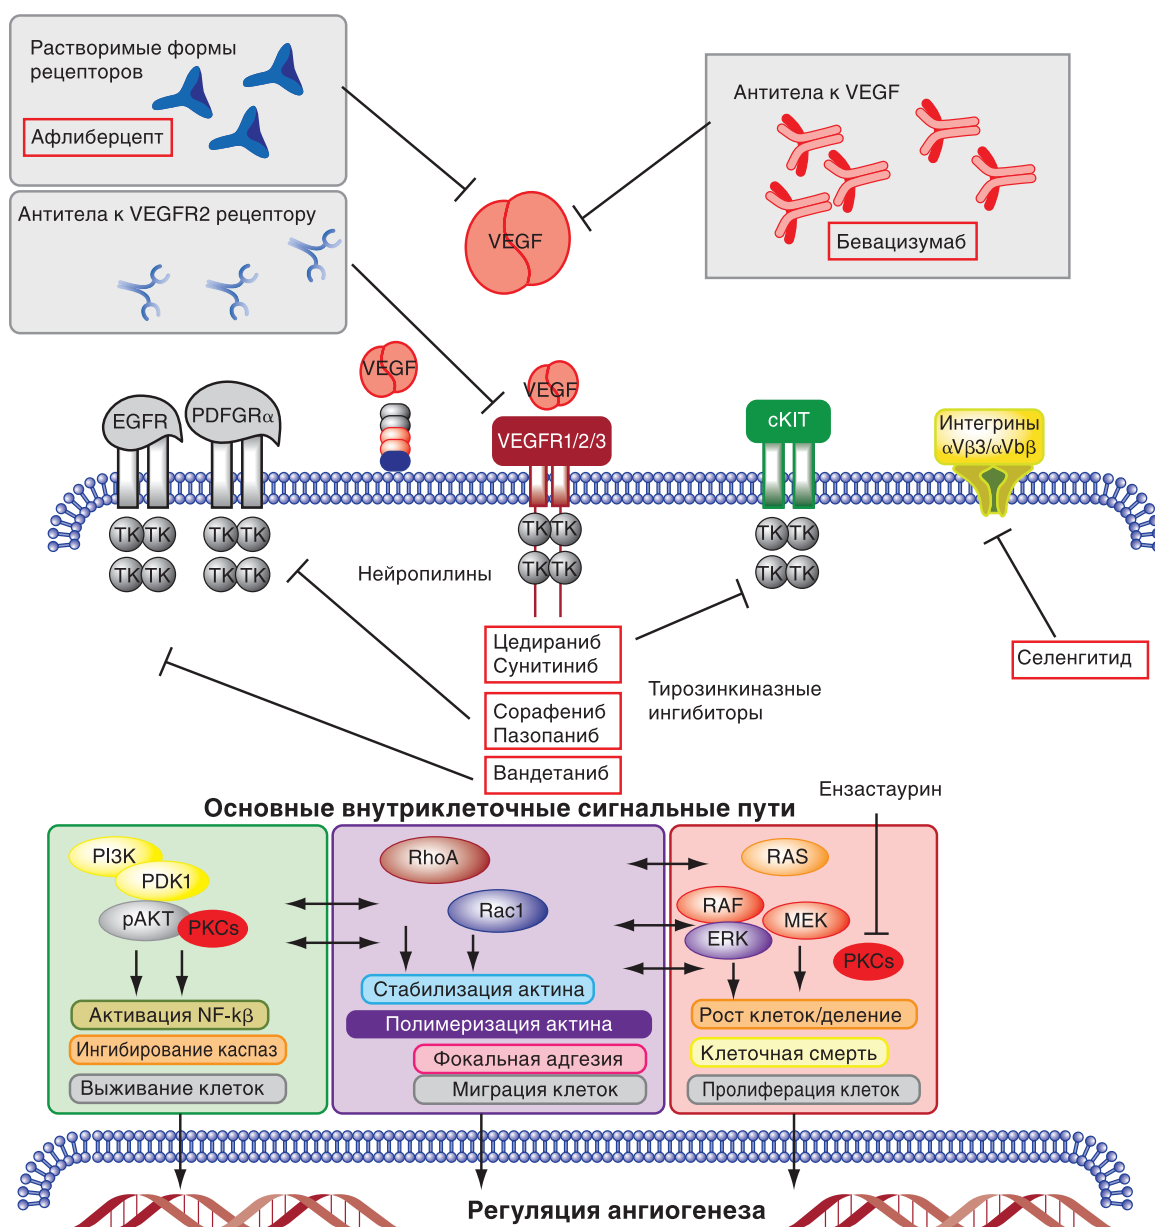 Растворимые формы
рецепторов
Афлиберцепт
Антитела к VEGF
Бевацизумаб
Антитела к VEGFR2 рецептору
VEGF
VEGF
VEGF
EGFR
PDFGRα
VEGFR1/2/3
cKIT
Интегрины
αVβ3/αVbβ
TK TK
TK TK
TK TK
TK TK
TK TK
TK TK
TK TK
TK TK
Нейропилины
Цедираниб
Сунитиниб
Сорафениб
Пазопаниб
Вандетаниб
Тирозинкиназные
ингибиторы
Селенгитид
Ензастаурин
Основные внутриклеточные сигнальные пути
PI3K
PDK1
pAKT
PKCs
Активация NF-kβ
Ингибирование каспаз
Выживание клеток
RhoA
Rac1
Стабилизация актина
Полимеризация актина
Фокальная адгезия
Миграция клеток
RAS
RAF
MEK
ERK
PKCs
Рост клеток/деление
Клеточная смерть
Пролиферация клеток
Регуляция ангиогенеза